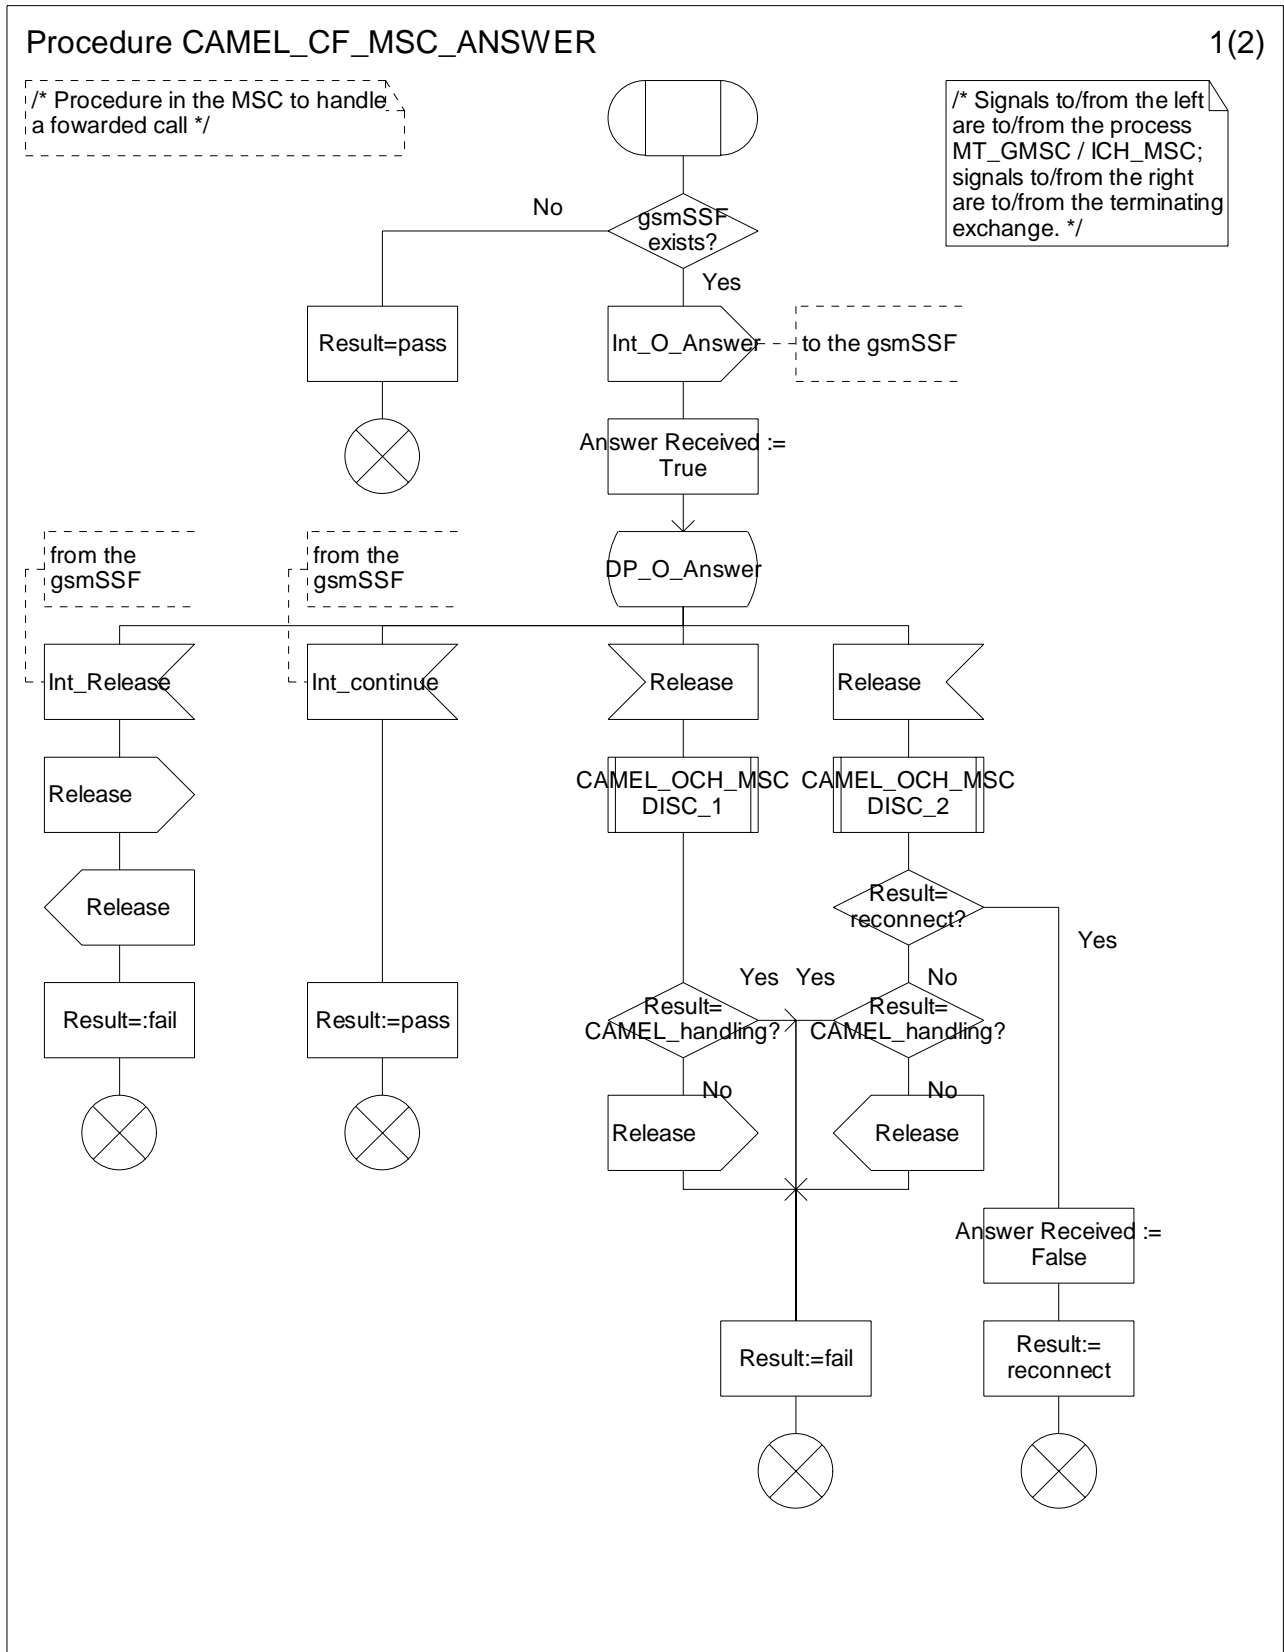 Procedure CAMEL_CF_MSC_ANSWER
1(2)
/* Procedure in the MSC to handle
a fowarded call */
/* Signals to/from the left
are to/from the process
MT_GMSC / ICH_MSC;
signals to/from the right
are to/from the terminating
exchange. */
No
gsmSSF
exists?
Yes
Result=pass
Int_O_Answer
to the gsmSSF
Answer Received :=
True
from the
gsmSSF
from the
gsmSSF
DP_O_Answer
Int_Release
Int_continue
Release
Release
Release
CAMEL_OCH_MSC
DISC_1
CAMEL_OCH_MSC
DISC_2
Release
Result=
reconnect?
Yes
Yes
Yes
No
Result=:fail
Result:=pass
Result=
CAMEL_handling?
Result=
CAMEL_handling?
No
No
Release
Release
Answer Received :=
False
Result:=fail
Result:=
reconnect